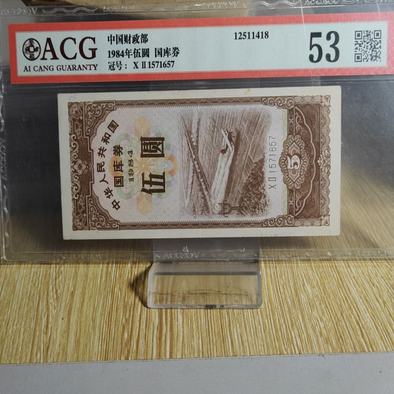 ACG
AI CANG GUARANTY
中国财政部
1984年伍圆 国库券
冠号: X II 1571657
12511418
53
中华人民共和国
国库券
1984
伍圆
XII1571657
5